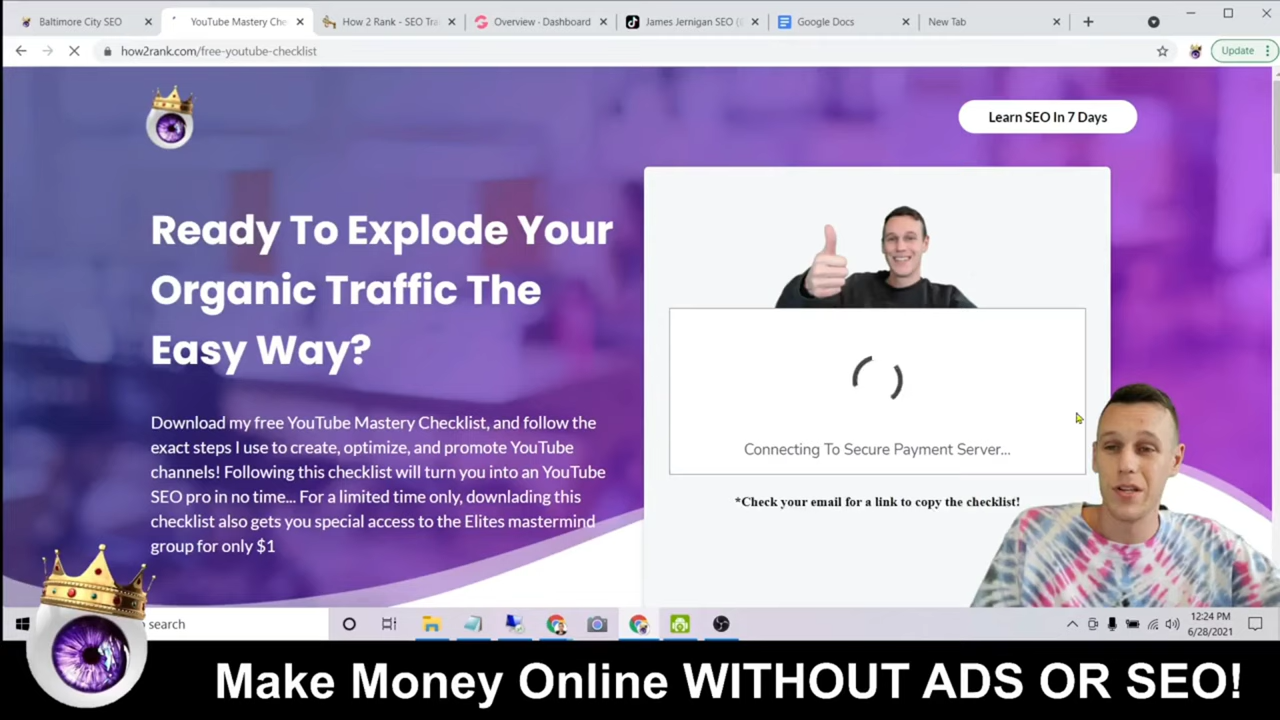 Baltimore City SEO
YouTube Mastery Che
How 2 Rank - SEO Tra
Overview - Dashboard
James Jernigan SEO (
Google Docs
New Tab
how2rank.com/free-youtube-checklist
Update
Learn SEO In 7 Days
Ready To Explode Your
Organic Traffic The
Easy Way?
Download my free YouTube Mastery Checklist, and follow the
exact steps I use to create, optimize, and promote YouTube
channels! Following this checklist will turn you into an YouTube
SEO pro in no time... For a limited time only, downlading this
checklist also gets you special access to the Elites mastermind
group for only $1
Connecting To Secure Payment Server...
*Check your email for a link to copy the checklist!
search
12:24 PM
6/28/2021
Make Money Online WITHOUT ADS OR SEO!